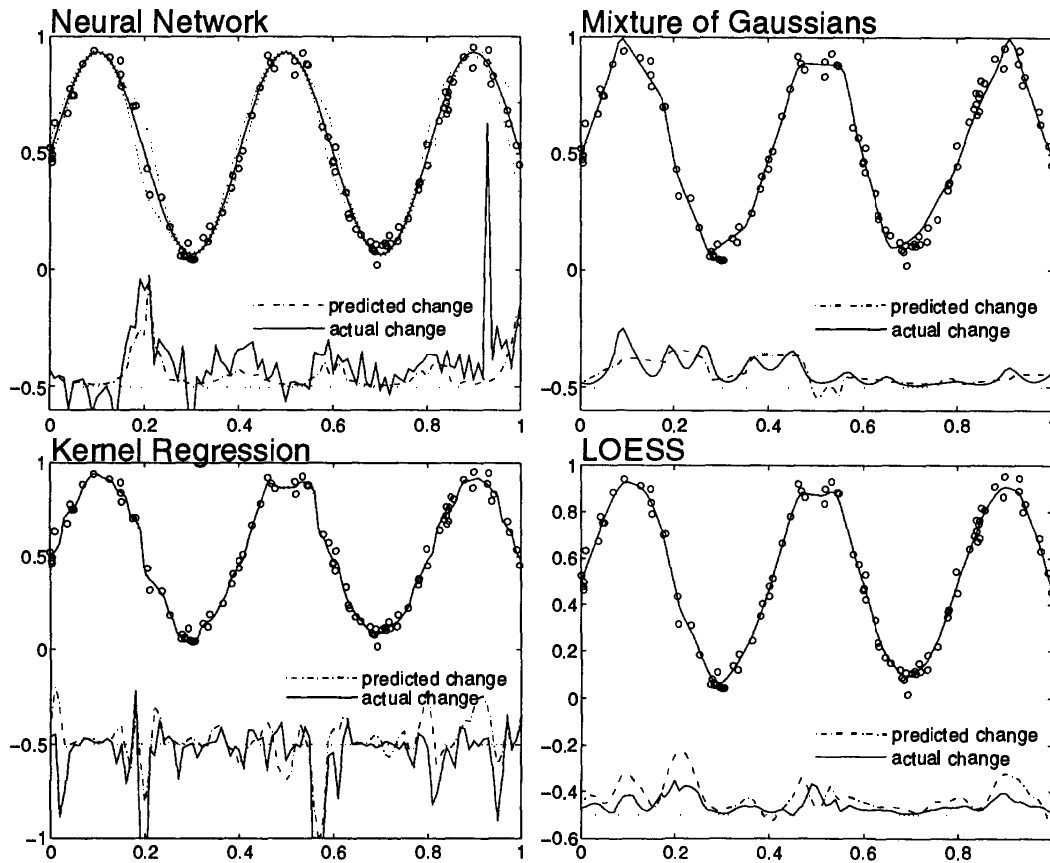 Neural Network
1
0.5
0
−0.5
predicted change
actual change
0 0.2 0.4 0.6 0.8 1
Mixture of Gaussians
1
0.5
0
−0.5
predicted change
actual change
0 0.2 0.4 0.6 0.8 1
Kernel Regression
1
0.5
0
−0.5
−1
predicted change
actual change
0 0.2 0.4 0.6 0.8 1
LOESS
1
0.8
0.6
0.4
0.2
0
−0.2
−0.4
−0.6
predicted change
actual change
0 0.2 0.4 0.6 0.8 1